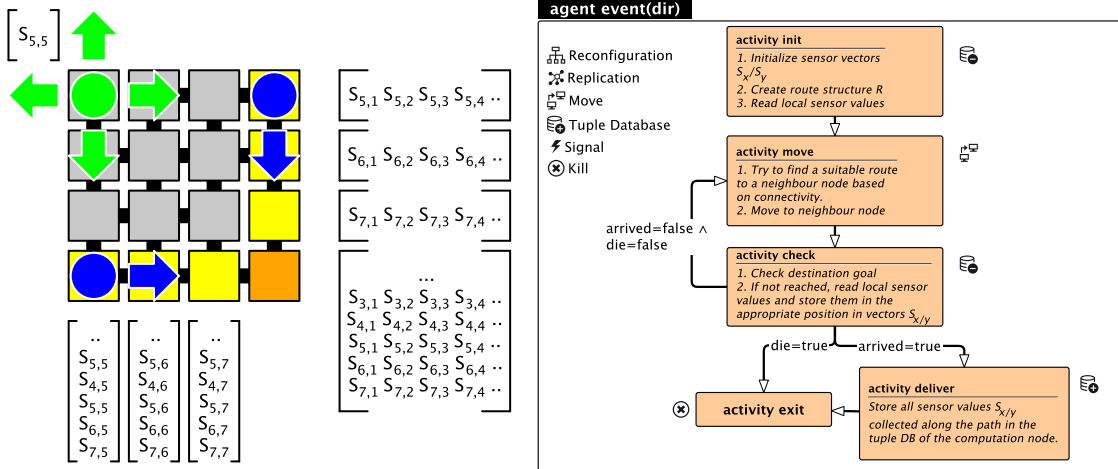 S5,5
S5,1 S5,2 S5,3 S5,4 ..
S6,1 S6,2 S6,3 S6,4 ..
S7,1 S7,2 S7,3 S7,4 ..
...
S3,1 S3,2 S3,3 S3,4 ..
S4,1 S4,2 S4,3 S4,4 ..
S5,1 S5,2 S5,3 S5,4 ..
S6,1 S6,2 S6,3 S6,4 ..
S7,1 S7,2 S7,3 S7,4 ..
..
S5,5
S4,5
S5,5
S6,5
S7,5
..
S5,6
S4,6
S5,6
S6,6
S7,6
..
S5,7
S4,7
S5,7
S6,7
S7,7
agent event(dir)
Reconfiguration
Replication
Move
Tuple Database
Signal
Kill
activity init
1. Initialize sensor vectors
Sx/Sy
2. Create route structure R
3. Read local sensor values
activity move
1. Try to find a suitable route
to a neighbour node based
on connectivity.
2. Move to neighbour node
arrived=false ∧
die=false
activity check
1. Check destination goal
2. If not reached, read local sensor
values and store them in the
appropriate position in vectors Sx/y
die=true
arrived=true
activity exit
activity deliver
Store all sensor values Sx/y
collected along the path in the
tuple DB of the computation node.